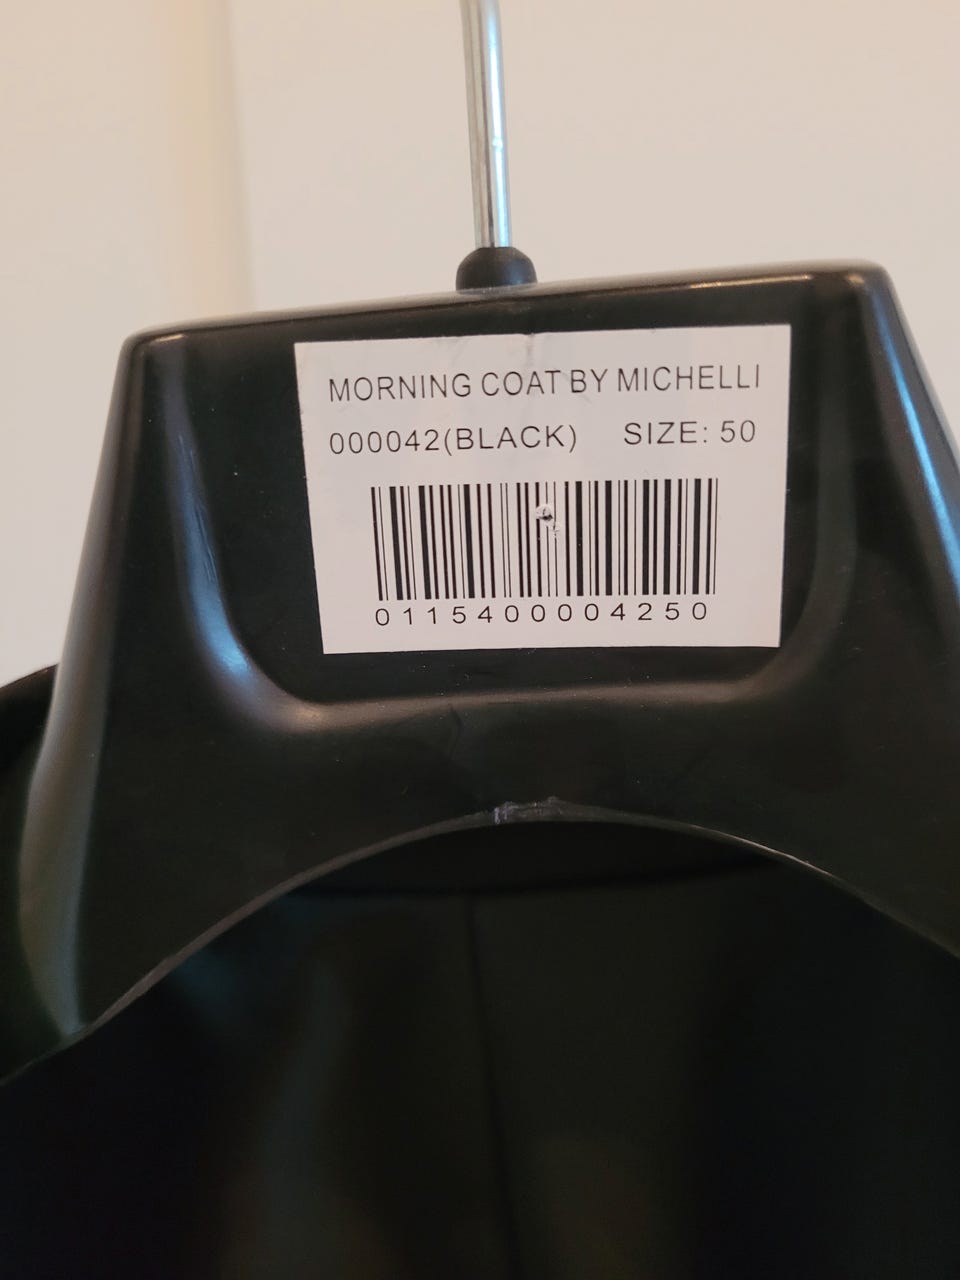 MORNING COAT BY MICHELLI
000042(BLACK) SIZE: 50
0115400004250